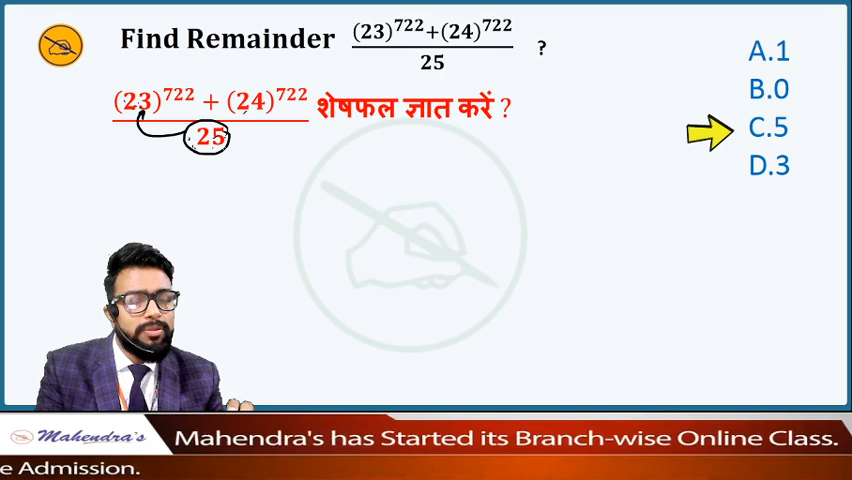 Find Remainder (23)^722+(24)^722 / 25 ?
(23)^722 + (24)^722 / 25 शेषफल ज्ञात करें ?
A.1
B.0
C.5
D.3
Mahendra's
Mahendra's has Started its Branch-wise Online Class.
e Admission.